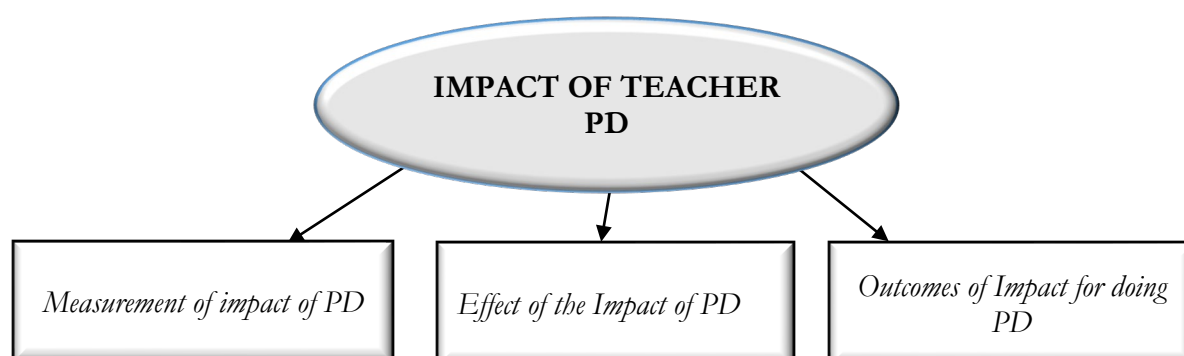 IMPACT OF TEACHER
PD
Measurement of impact of PD
Effect of the Impact of PD
Outcomes of Impact for doing
PD